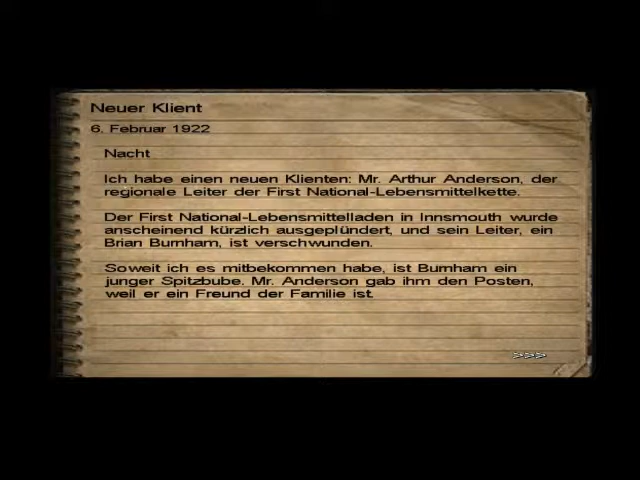 Neuer Klient
6. Februar 1922
Nacht
Ich habe einen neuen Klienten: Mr. Arthur Anderson, der
regionale Leiter der First National-Lebensmittelkette.
Der First National-Lebensmittelladen in Innsmouth wurde
anscheinend kürzlich ausgeplündert, und sein Leiter, ein
Brian Burnham, ist verschwunden.
Soweit ich es mitbekommen habe, ist Burnham ein
junger Spitzbube. Mr. Anderson gab ihm den Posten,
weil er ein Freund der Familie ist.
>>>